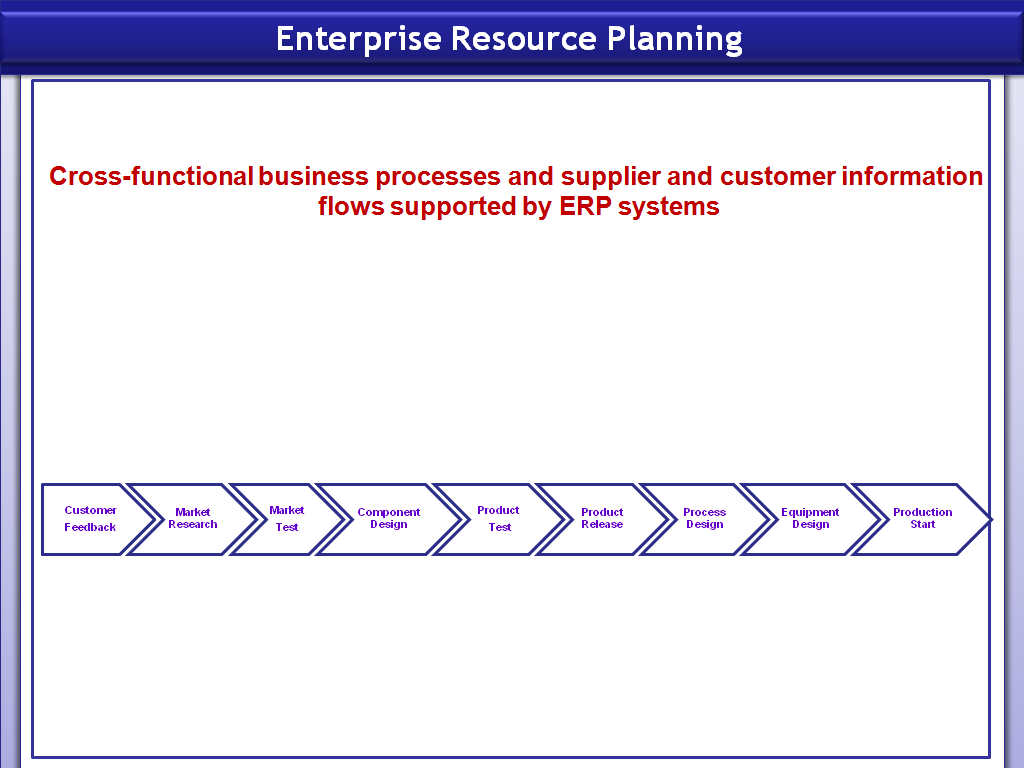 Enterprise Resource Planning
Cross-functional business processes and supplier and customer information
flows supported by ERP systems
Customer
Feedback
Market
Research
Market
Test
Component
Design
Product
Test
Product
Release
Process
Design
Equipment
Design
Production
Start